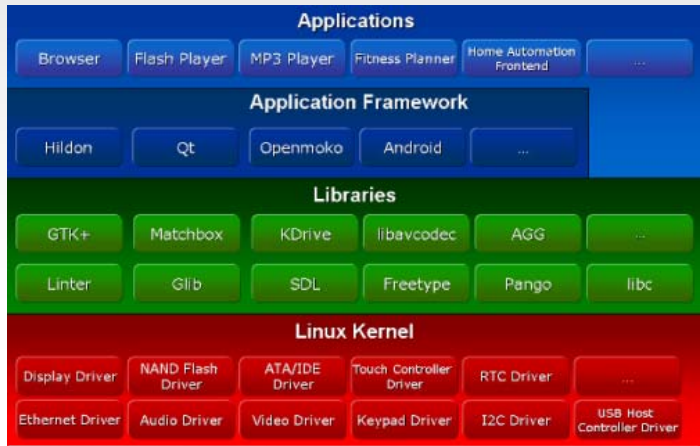 Applications
Browser
Flash Player
MP3 Player
Fitness Planner
Home Automation
Frontend
...
Application Framework
Hildon
Qt
Openmoko
Android
...
Libraries
GTK+
Matchbox
KDrive
libavcodec
AGG
...
Linter
Glib
SDL
Freetype
Pango
libc
Linux Kernel
Display Driver
NAND Flash
Driver
ATA/IDE
Driver
Touch Controller
Driver
RTC Driver
...
Ethernet Driver
Audio Driver
Video Driver
Keypad Driver
I2C Driver
USB Host
Controller Driver